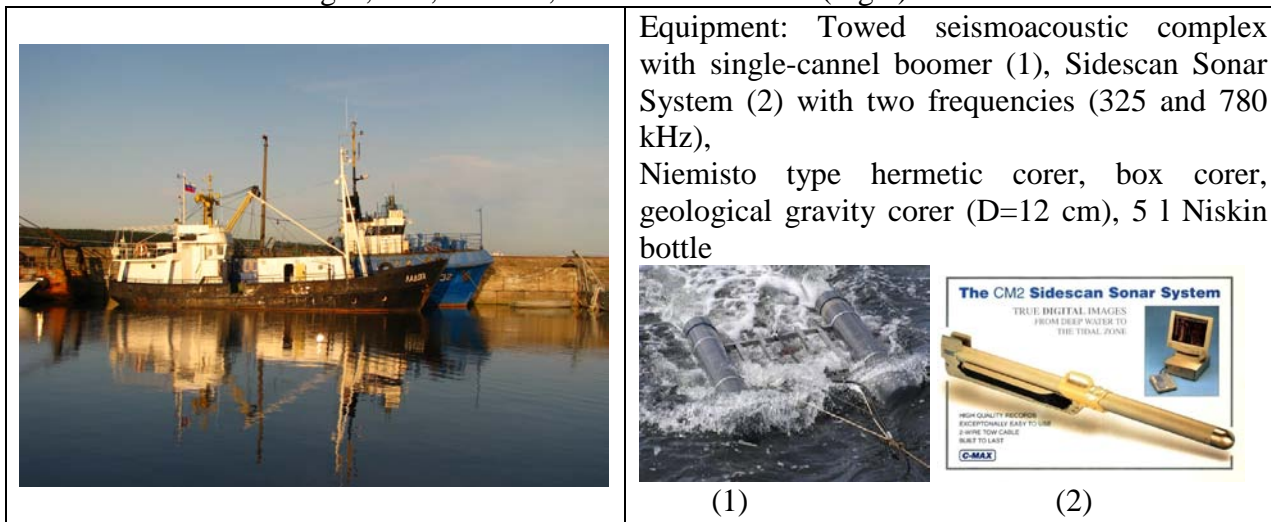 Equipment: Towed seismoacoustic complex
with single-cannel boomer (1), Sidescan Sonar
System (2) with two frequencies (325 and 780
kHz),
Niemisto type hermetic corer, box corer,
geological gravity corer (D=12 cm), 5 l Niskin
bottle
ЛАДОГА
32
The CM2 Sidescan Sonar System
TRUE DIGITAL IMAGES
FROM DEEP WATER TO
THE TIDAL ZONE
HIGH QUALITY RECORDS
EXCEPTIONALLY EASY TO USE
2-WIRE TOW CABLE
BUILT TO LAST
C-MAX
(1)
(2)